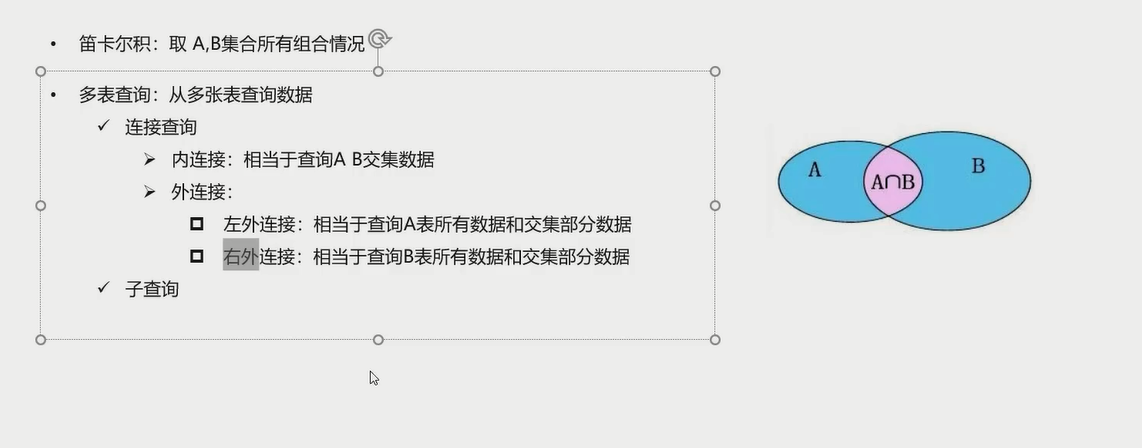 • 笛卡尔积：取 A,B集合所有组合情况
• 多表查询：从多张表查询数据
✓ 连接查询
➢ 内连接：相当于查询A B交集数据
➢ 外连接：
左外连接：相当于查询A表所有数据和交集部分数据
右外连接：相当于查询B表所有数据和交集部分数据
✓ 子查询
A
A∩B
B